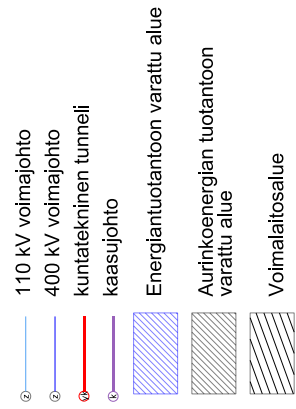 110 kV voimajohto
400 kV voimajohto
kuntatekninen tunneli
kaasujohto
Energiantuotantoon varattu alue
Aurinkoenergian tuotantoon
varattu alue
Voimalaitosalue
z
z
k